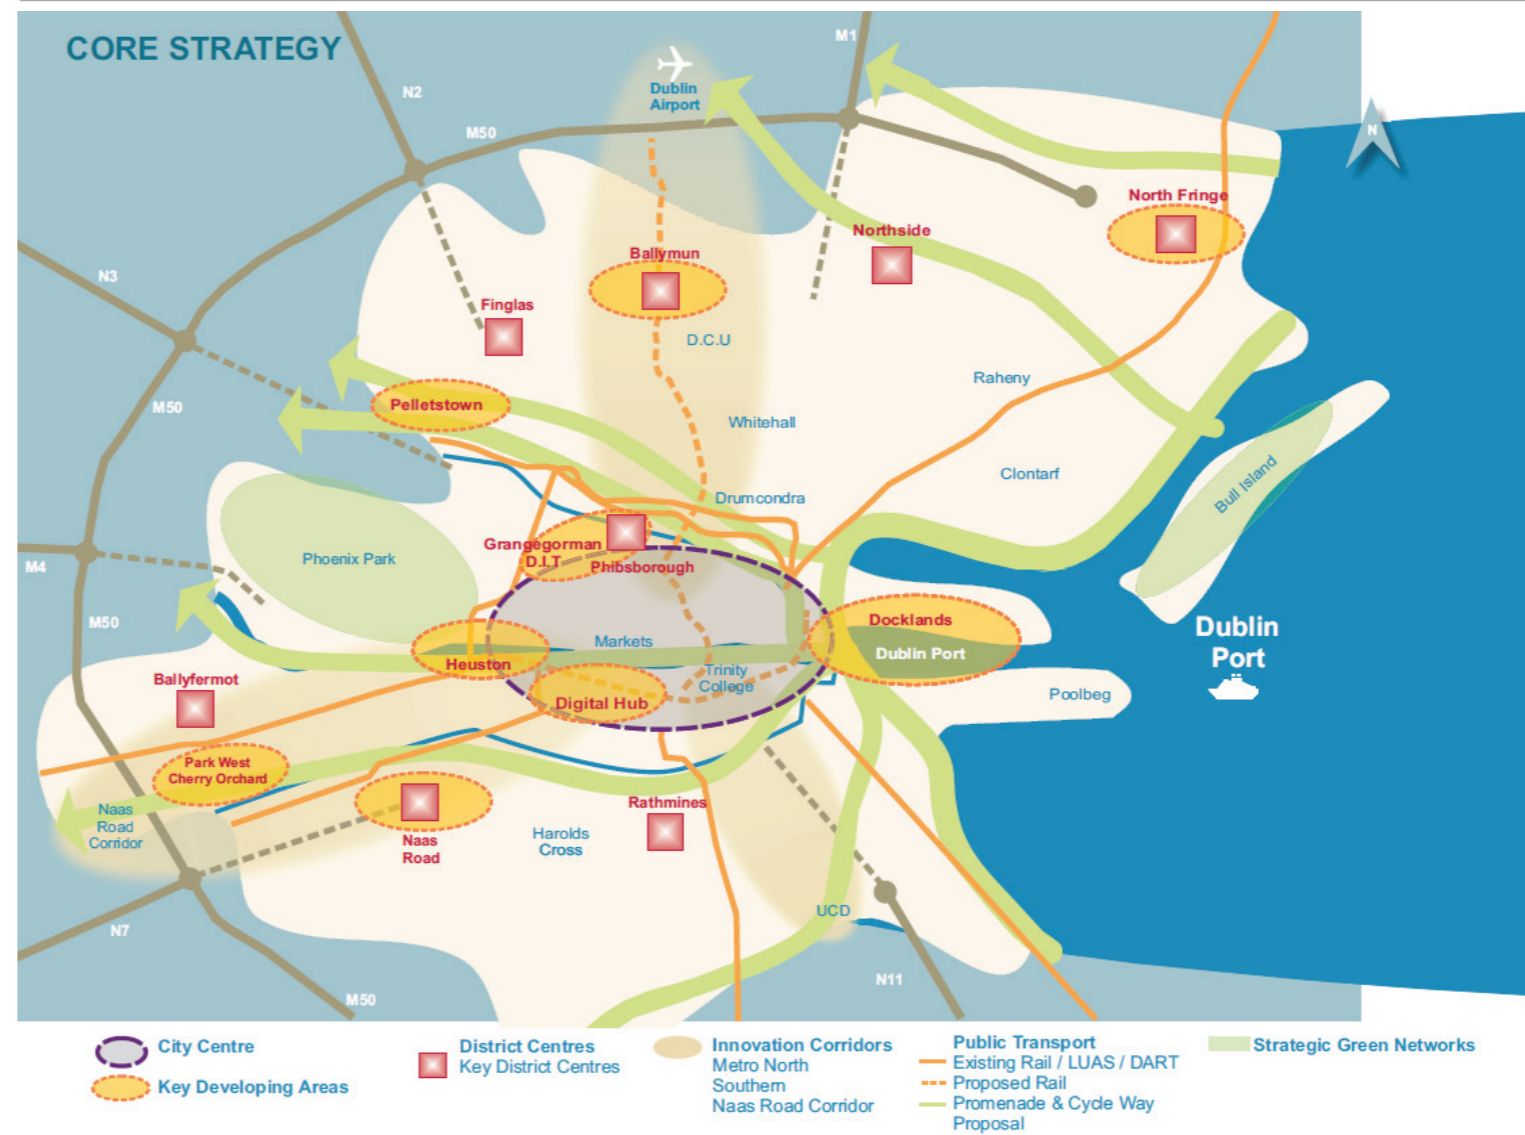 CORE STRATEGY
M1
N2
Dublin
Airport
M50
N
North Fringe
Northside
Ballymun
N3
Finglas
D.C.U
Raheny
M50
Pelletstown
Whitehall
Clontarf
Bull Island
Drumcondra
Grangegorman
D.I.T
Phibsborough
Phoenix Park
M4
M50
Docklands
Dublin
Port
Markets
Dublin Port
Heuston
Trinity
College
Ballyfermot
Poolbeg
Digital Hub
Park West
Cherry Orchard
Rathmines
Naas
Road
Corridor
Naas
Road
Harolds
Cross
UCD
N7
N11
M50
City Centre
Key Developing Areas
District Centres
Key District Centres
Innovation Corridors
Metro North
Southern
Naas Road Corridor
Public Transport
Existing Rail / LUAS / DART
Proposed Rail
Promenade & Cycle Way
Proposal
Strategic Green Networks